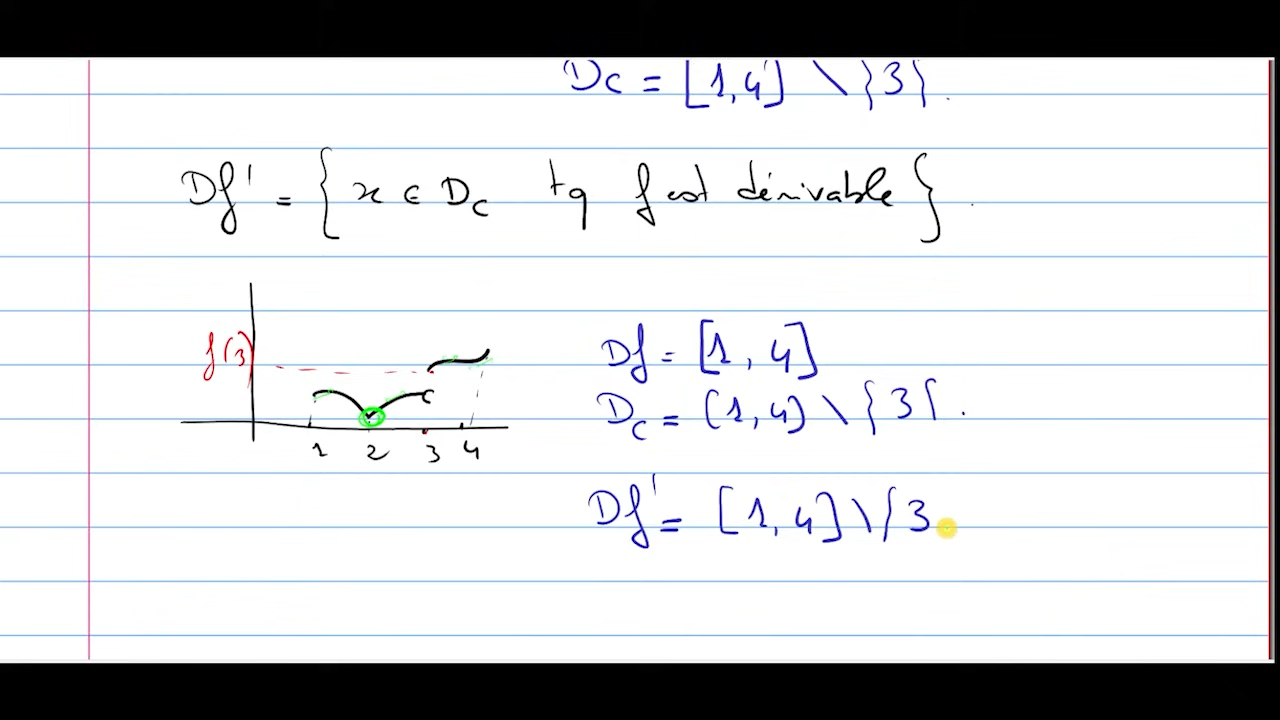 Dc = [1,4] \ {3}.
Df' = { x ∈ Dc tq f est dérivable }.
f(3)
1 2 3 4
Df = [1, 4]
Dc = (1, 4) \ {3}.
Df' = [1, 4] \ {3